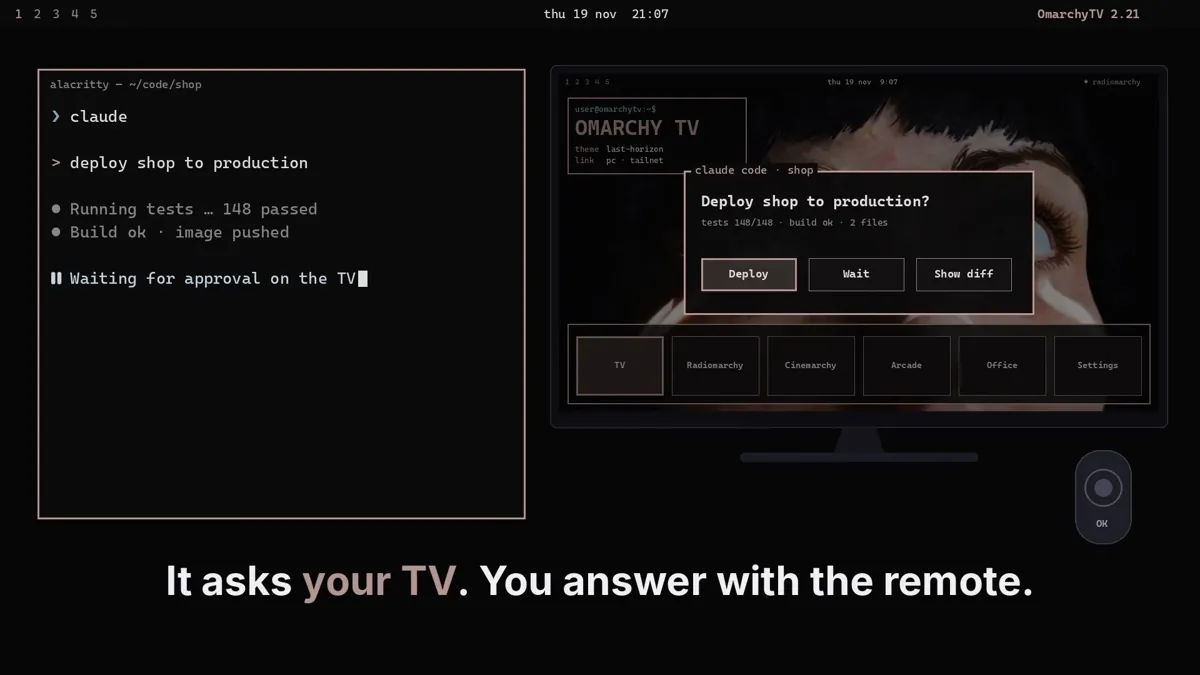 1 2 3 4 5
thu 19 nov 21:07
OmarchyTV 2.21
alacritty — ~/code/shop
❯ claude
> deploy shop to production
● Running tests … 148 passed
● Build ok · image pushed
Waiting for approval on the TV
1 2 3 4 5
thu 19 nov 9:07
● radiomarchy
user@omarchytv:~$
OMARCHY TV
theme last-horizon
link pc · tailnet
claude code · shop
Deploy shop to production?
tests 148/148 · build ok · 2 files
Deploy
Wait
Show diff
TV
Radiomarchy
Cinemarchy
Arcade
Office
Settings
OK
It asks your TV. You answer with the remote.